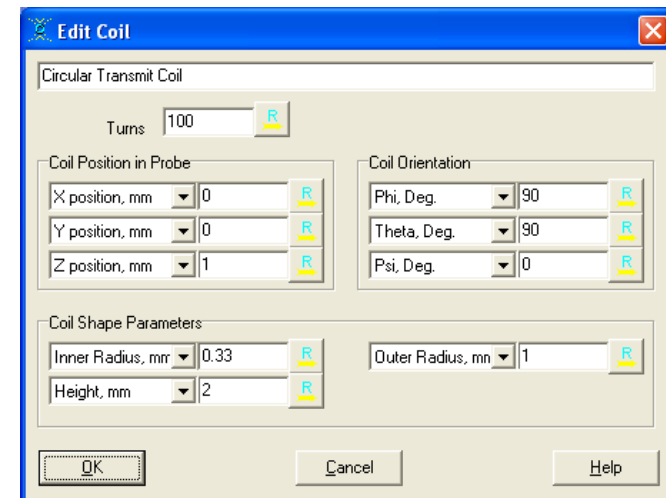 Edit Coil
Circular Transmit Coil
Turns 100 R
Coil Position in Probe
X position, mm 0 R
Y position, mm 0 R
Z position, mm 1 R
Coil Orientation
Phi, Deg. 90 R
Theta, Deg. 90 R
Psi, Deg. 0 R
Coil Shape Parameters
Inner Radius, mm 0.33 R Outer Radius, mn 1 R
Height, mm 2 R
OK Cancel Help